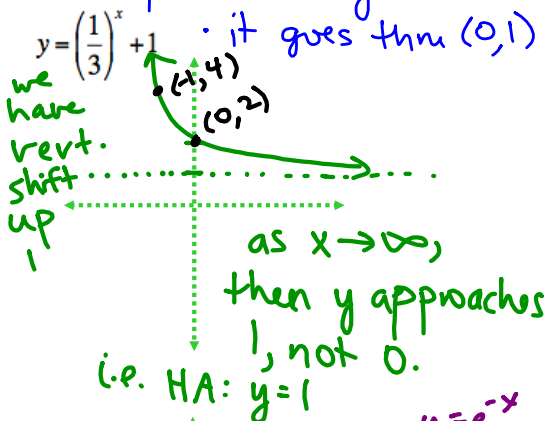 · it goes thru (0,1)
y = (1/3)^x + 1
(-1,4)
(0,2)
we
have
vert.
shift
up
1
as x → ∞,
then y approaches
1, not 0.
i.e. HA: y=1
y=e^-x